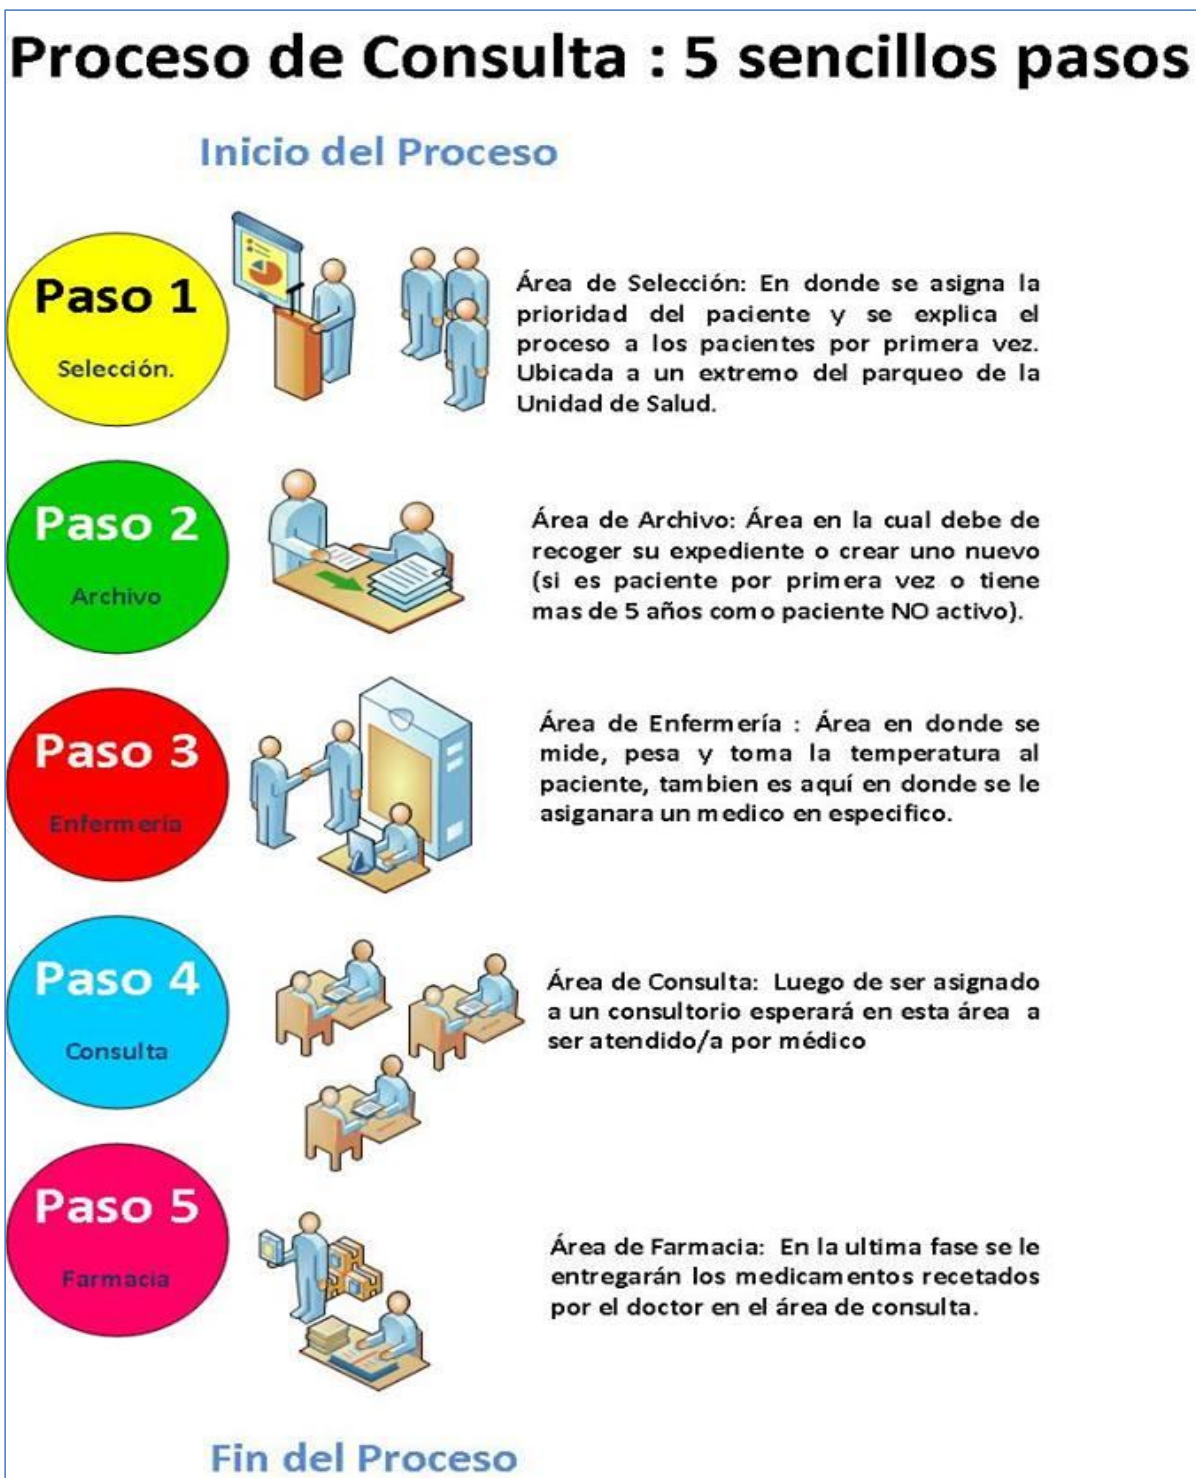 Proceso de Consulta : 5 sencillos pasos
Inicio del Proceso
Paso 1
Selección.
Área de Selección: En donde se asigna la
prioridad del paciente y se explica el
proceso a los pacientes por primera vez.
Ubicada a un extremo del parqueo de la
Unidad de Salud.
Paso 2
Archivo
Área de Archivo: Área en la cual debe de
recoger su expediente o crear uno nuevo
(si es paciente por primera vez o tiene
mas de 5 años como paciente NO activo).
Paso 3
Enfermería
Área de Enfermería : Área en donde se
mide, pesa y toma la temperatura al
paciente, tambien es aquí en donde se le
asiganara un medico en especifico.
Paso 4
Consulta
Área de Consulta: Luego de ser asignado
a un consultorio esperará en esta área a
ser atendido/a por médico
Paso 5
Farmacia
Área de Farmacia: En la ultima fase se le
entregarán los medicamentos recetados
por el doctor en el área de consulta.
Fin del Proceso